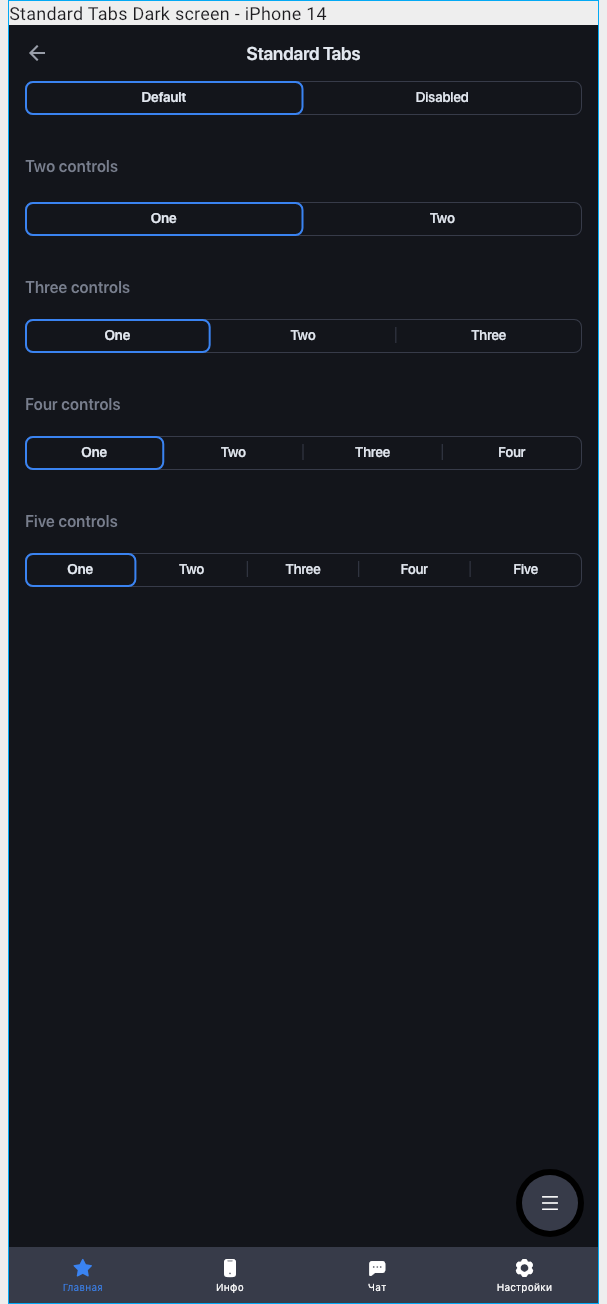 Standard Tabs Dark screen - iPhone 14
Standard Tabs
Default Disabled
Two controls
One Two
Three controls
One Two Three
Four controls
One Two Three Four
Five controls
One Two Three Four Five
Главная Инфо Чат Настройки